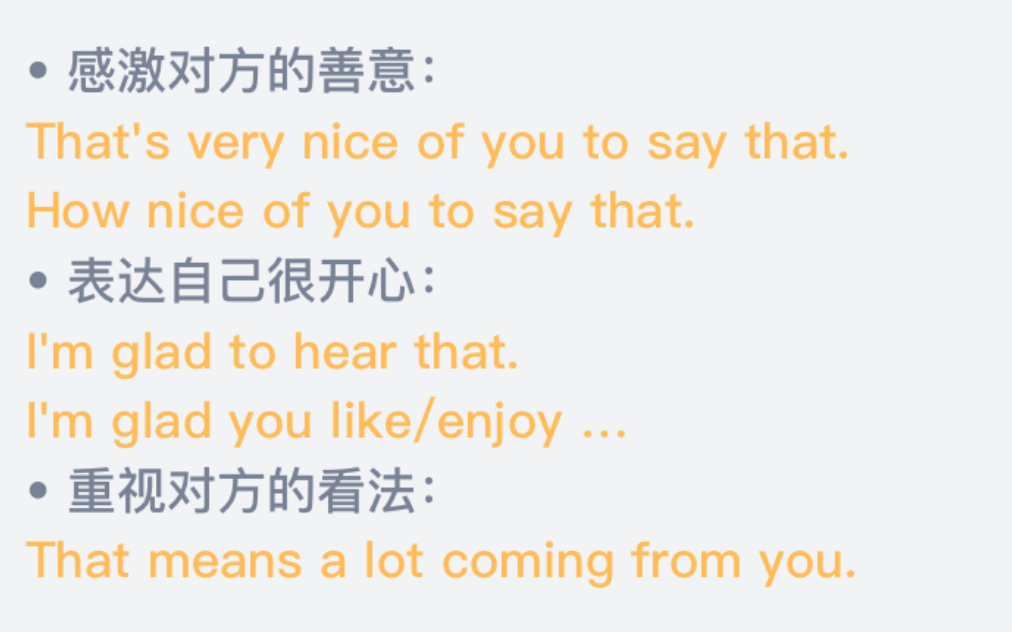 • 感激对方的善意：
That's very nice of you to say that.
How nice of you to say that.
• 表达自己很开心：
I'm glad to hear that.
I'm glad you like/enjoy …
• 重视对方的看法：
That means a lot coming from you.